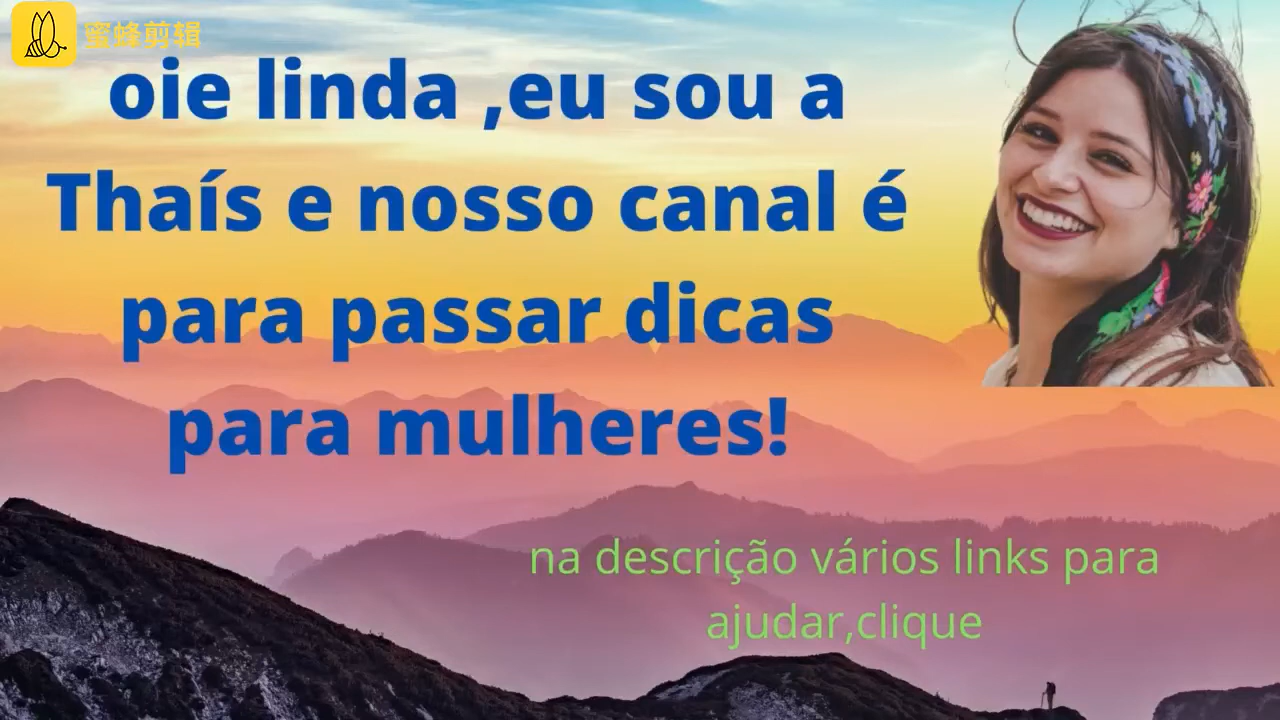 蜜蜂剪辑
oie linda ,eu sou a
Thaís e nosso canal é
para passar dicas
para mulheres!
na descrição vários links para
ajudar,clique